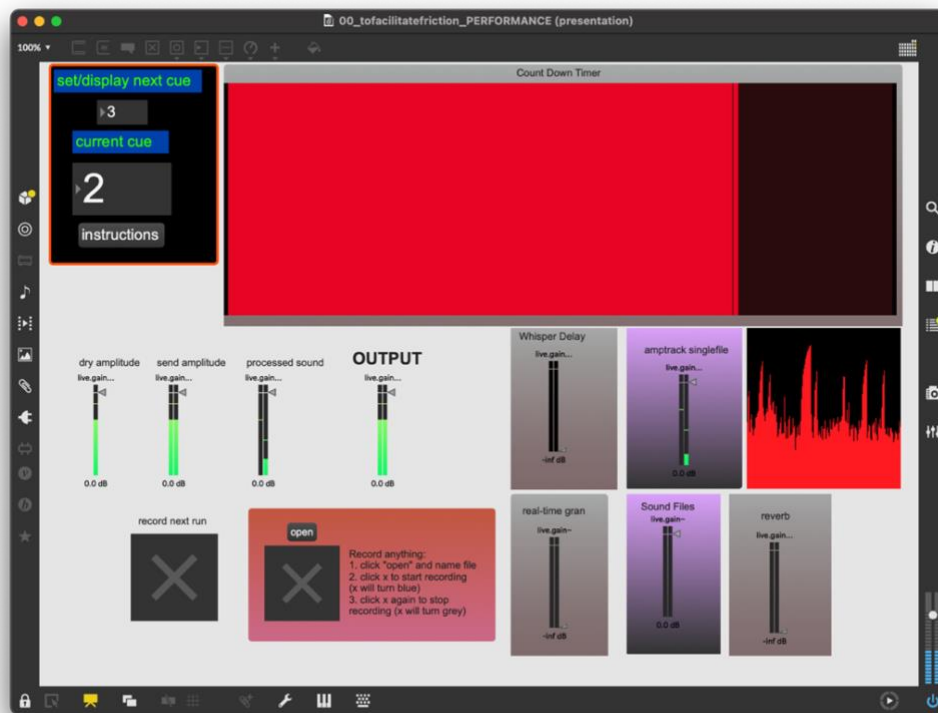 00_tofacilitatefriction_PERFORMANCE (presentation)
100%
set/display next cue
3
current cue
2
instructions
Count Down Timer
dry amplitude
live.gain...
0.0 dB
send amplitude
live.gain...
0.0 dB
processed sound
live.gain...
0.0 dB
OUTPUT
live.gain...
0.0 dB
Whisper Delay
live.gain...
-inf dB
amptrack singlefile
live.gain...
0.0 dB
record next run
open
Record anything:
1. click "open" and name file
2. click x to start recording
(x will turn blue)
3. click x again to stop
recording (x will turn grey)
real-time gran
live.gain~
-inf dB
Sound Files
live.gain~
0.0 dB
reverb
live.gain...
-inf dB